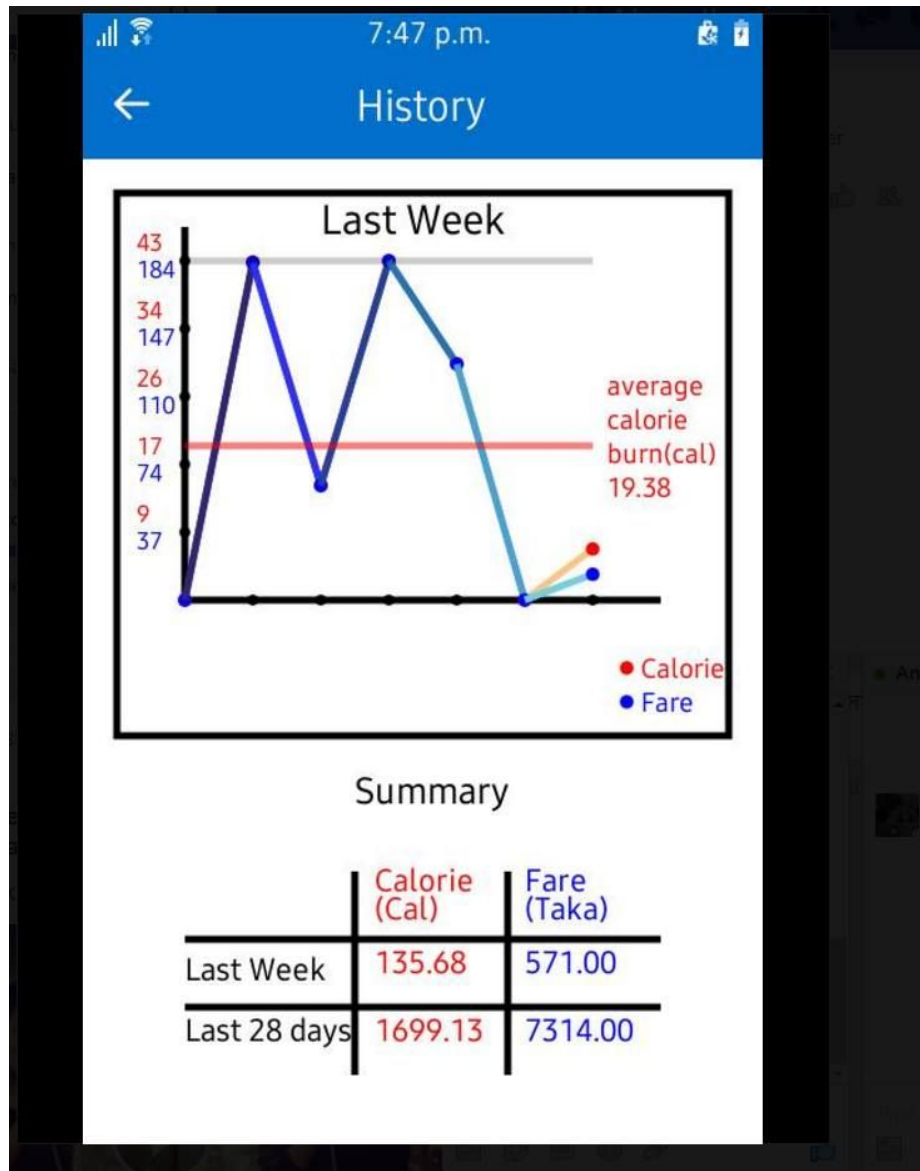 7:47 p.m.
History
Last Week
43
184
34
147
26
110
17
74
9
37
average
calorie
burn(cal)
19.38
Calorie
Fare
Summary
Calorie Fare
(Cal) (Taka)
Last Week 135.68 571.00
Last 28 days 1699.13 7314.00